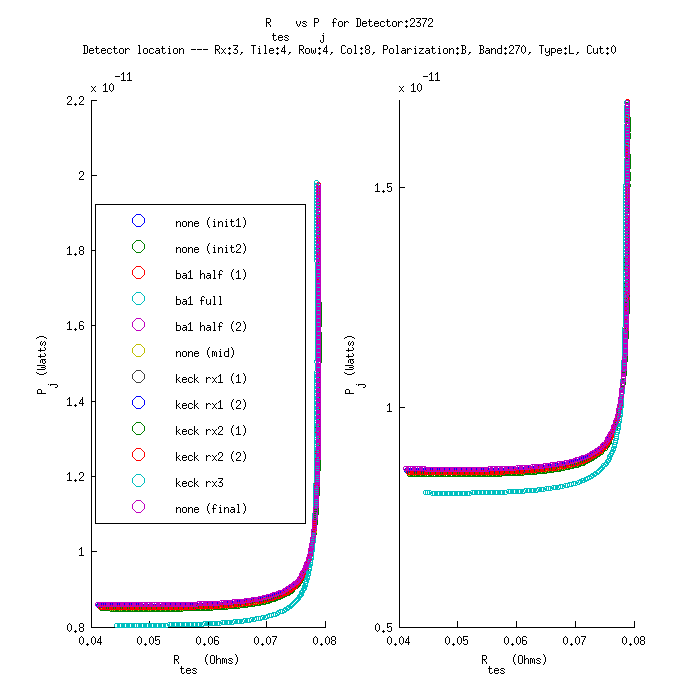 R tes vs P j for Detector:2372
Detector location --- Rx:3, Tile:4, Row:4, Col:8, Polarization:B, Band:270, Type:L, Cut:0
x 10^-11
2.2
2
1.8
1.6
1.4
1.2
1
0.8
P j (Watts)
none (init1)
none (init2)
ba1 half (1)
ba1 full
ba1 half (2)
none (mid)
keck rx1 (1)
keck rx1 (2)
keck rx2 (1)
keck rx2 (2)
keck rx3
none (final)
0.04 0.05 0.06 0.07 0.08
R tes (Ohms)
x 10^-11
1.5
1
0.5
P j (Watts)
0.04 0.05 0.06 0.07 0.08
R tes (Ohms)